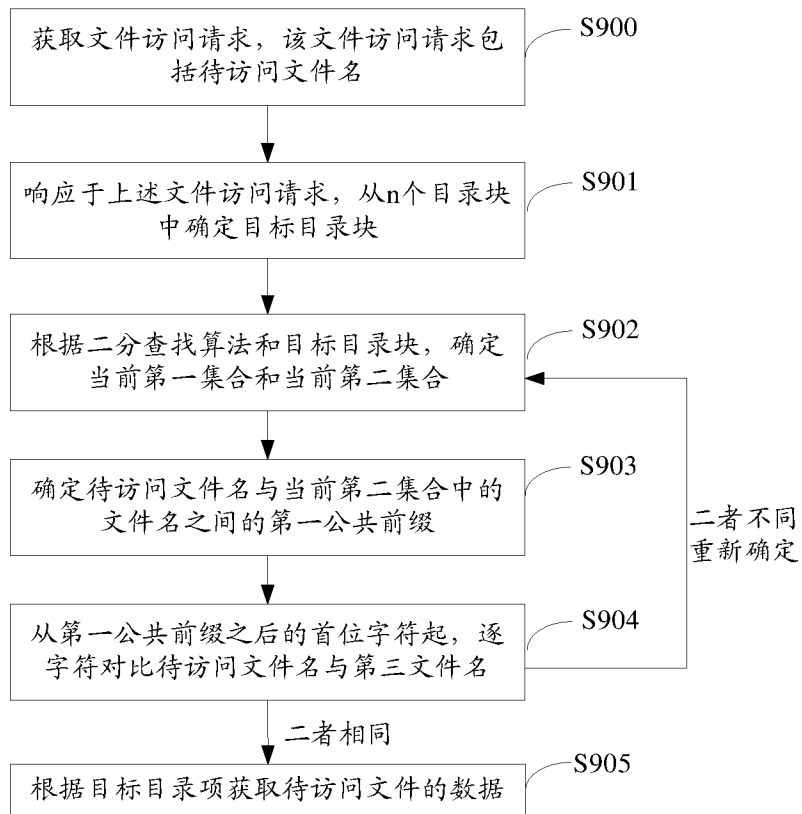 获取文件访问请求，该文件访问请求包
括待访问文件名
S900
响应于上述文件访问请求，从n个目录块
中确定目标目录块
S901
根据二分查找算法和目标目录块，确定
当前第一集合和当前第二集合
S902
确定待访问文件名与当前第二集合中的
文件名之间的第一公共前缀
S903
二者不同
重新确定
从第一公共前缀之后的首位字符起，逐
字符对比待访问文件名与第三文件名
S904
二者相同
根据目标目录项获取待访问文件的数据
S905